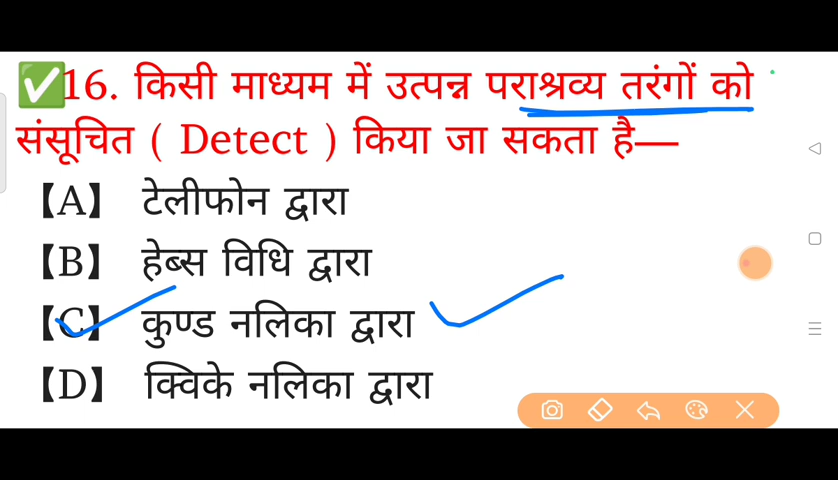 ✅16. किसी माध्यम में उत्पन्न पराश्रव्य तरंगों को
संसूचित ( Detect ) किया जा सकता है—
【A】 टेलीफोन द्वारा
【B】 हेब्स विधि द्वारा
【C】 कुण्ड नलिका द्वारा
【D】 क्विके नलिका द्वारा